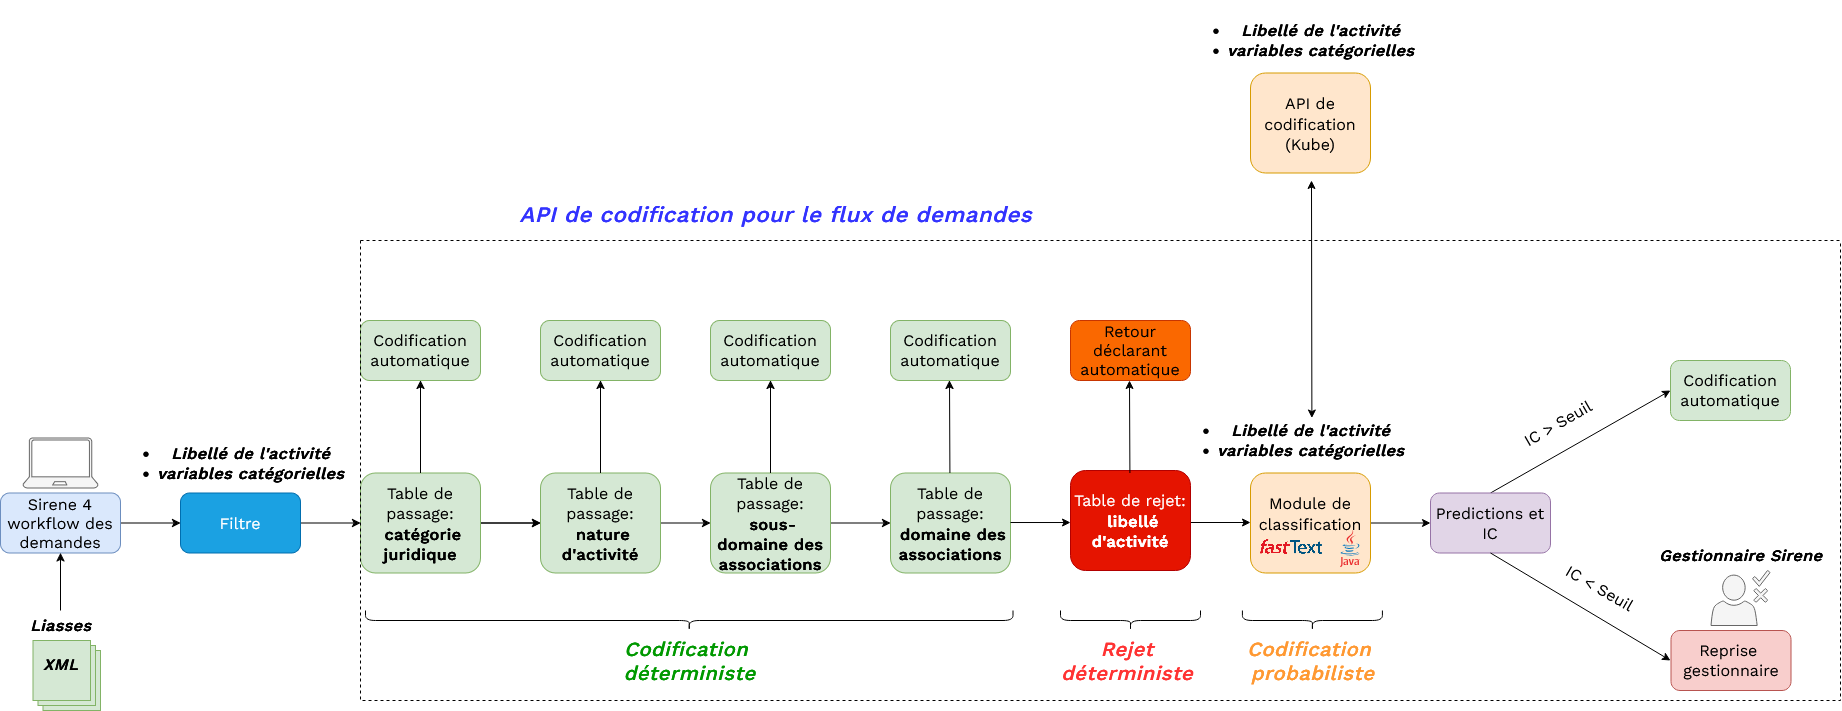 Libellé de l'activité
variables catégorielles
API de
codification
(Kube)
API de codification pour le flux de demandes
Codification
automatique
Codification
automatique
Codification
automatique
Codification
automatique
Retour
déclarant
automatique
Codification
automatique
IC > Seuil
Libellé de l'activité
variables catégorielles
Libellé de l'activité
variables catégorielles
Sirene 4
workflow des
demandes
Filtre
Table de
passage:
catégorie
juridique
Table de
passage:
nature
d'activité
Table de
passage:
sous-
domaine des
associations
Table de
passage:
domaine des
associations
Table de rejet:
libellé
d'activité
Module de
classification
fastText
Java
Predictions et
IC
IC < Seuil
Gestionnaire Sirene
Reprise
gestionnaire
Liasses
XML
Codification
déterministe
Rejet
déterministe
Codification
probabiliste